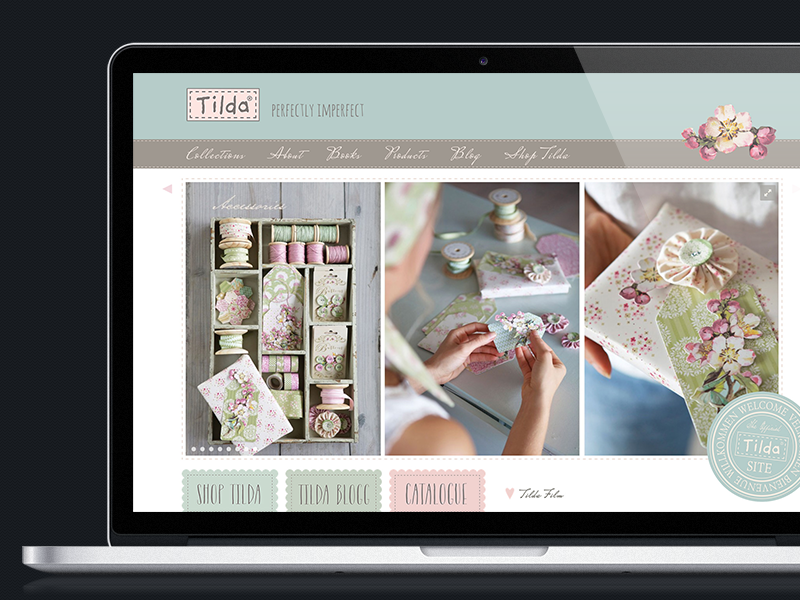 Tilda®
PERFECTLY IMPERFECT
Collections About Books Products Blog Shop Tilda
Accessories
WELCOME
WILLKOMMEN
BIENVENUE
Tilda
SITE
SHOP TILDA
TILDA BLOGG
CATALOGUE
Tilda Film